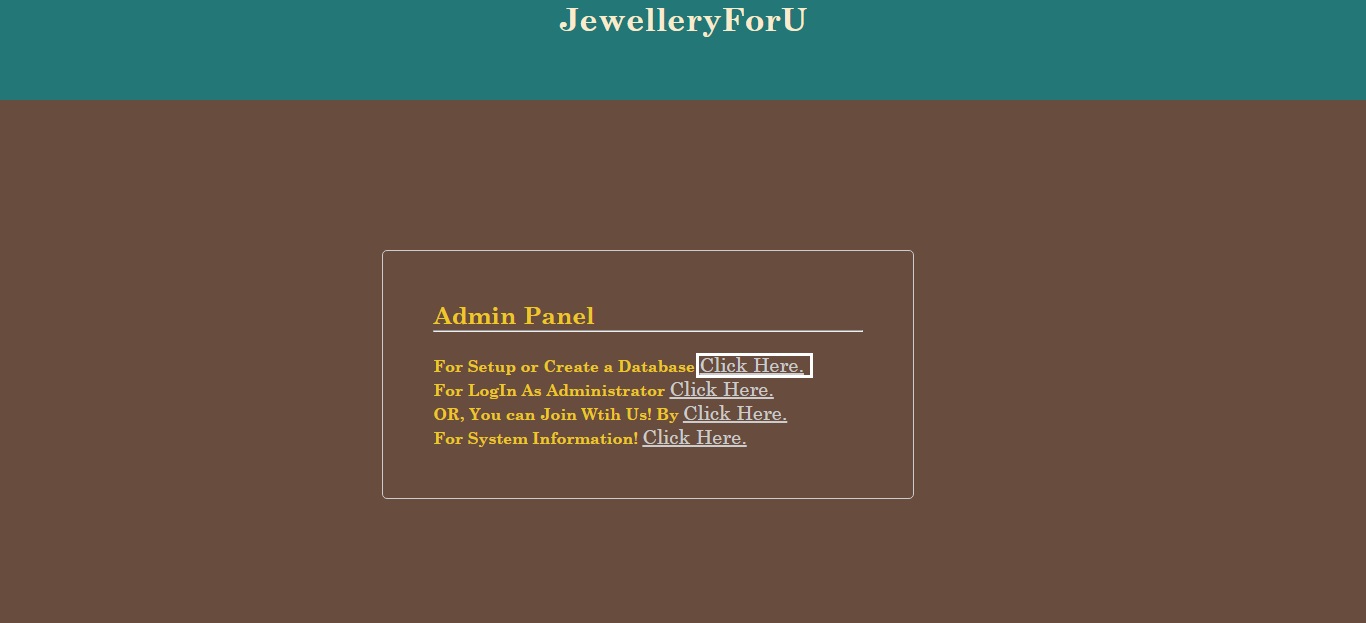 JewelleryForU
Admin Panel
For Setup or Create a Database Click Here.
For LogIn As Administrator Click Here.
OR, You can Join Wtih Us! By Click Here.
For System Information! Click Here.